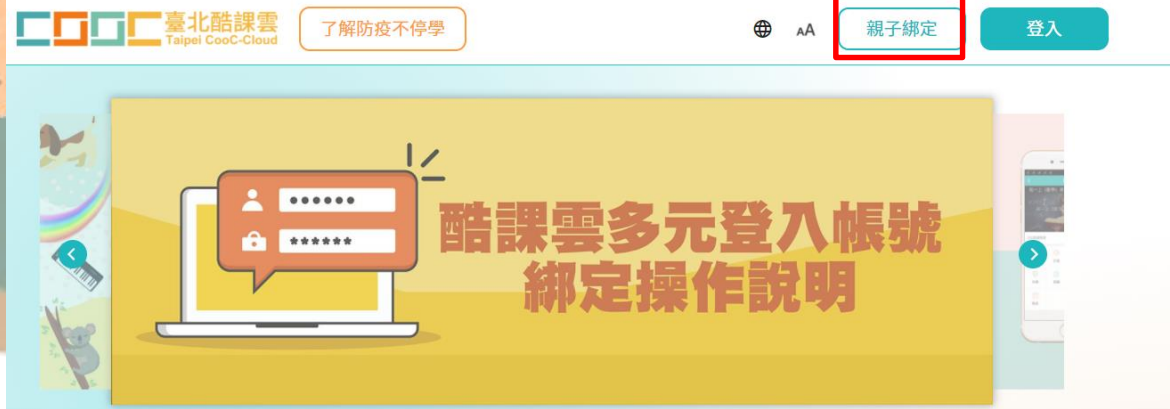 COOC 臺北酷課雲
Taipei CooC-Cloud
了解防疫不停學
AA
親子綁定
登入
酷課雲多元登入帳號
綁定操作說明